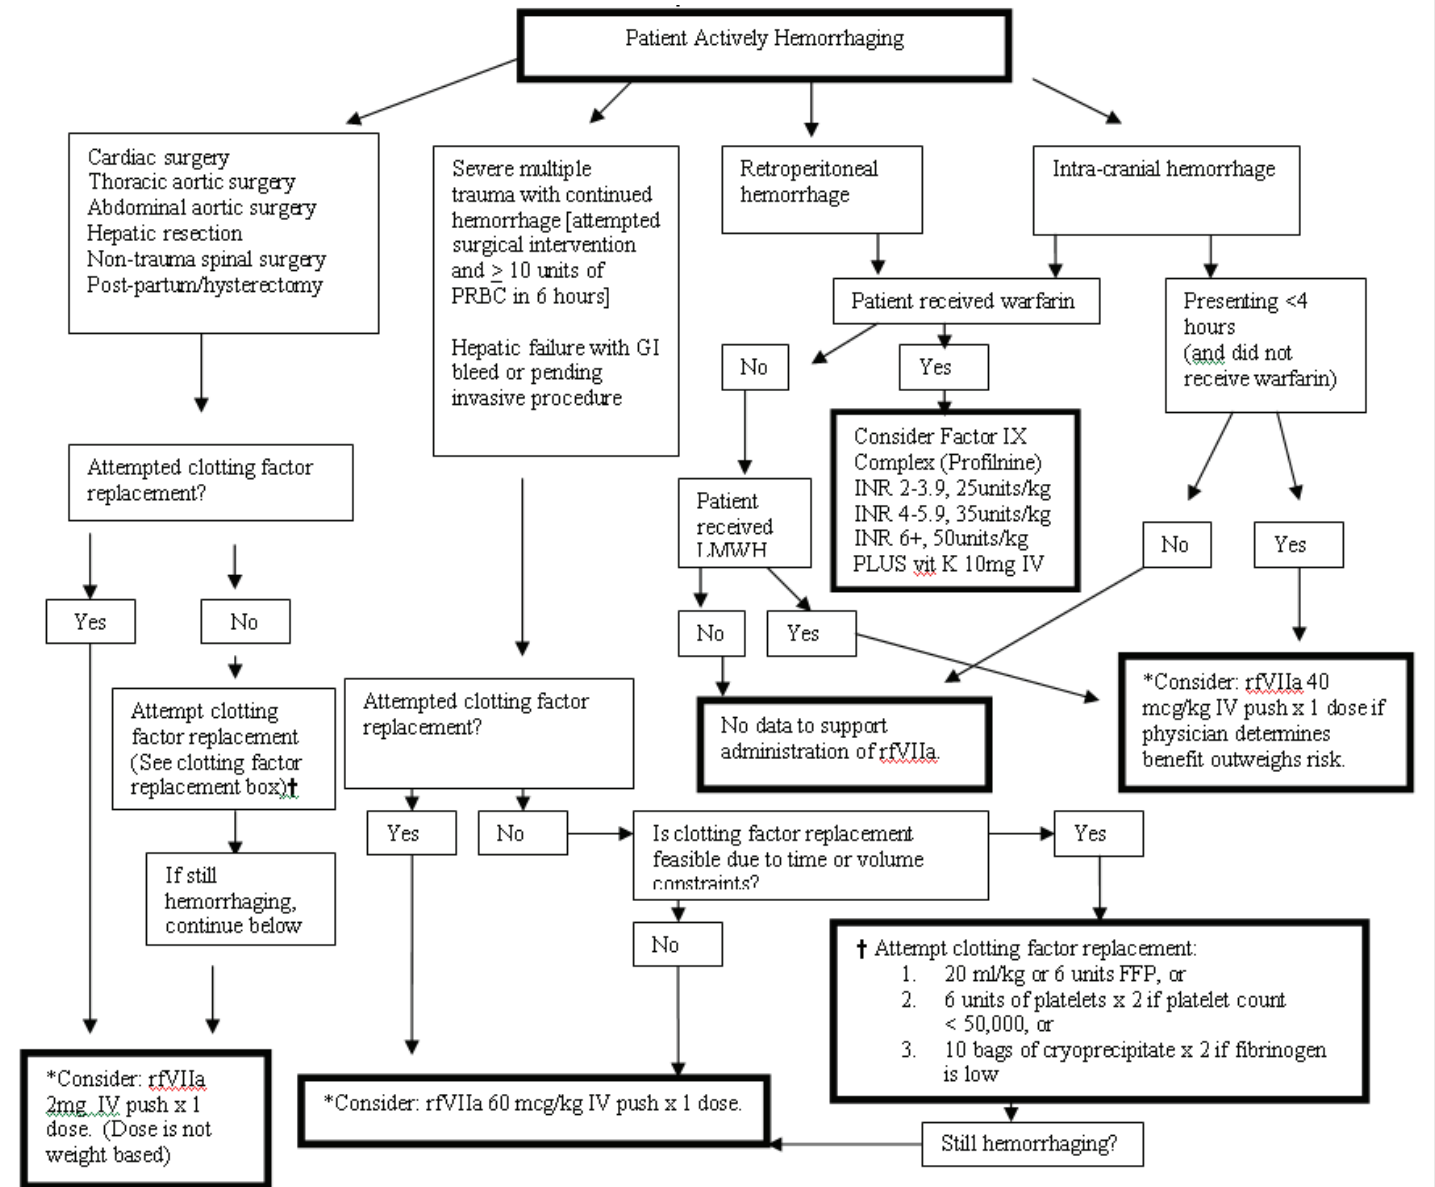 Patient Actively Hemorrhaging
Cardiac surgery
Thoracic aortic surgery
Abdominal aortic surgery
Hepatic resection
Non-trauma spinal surgery
Post-partum/hysterectomy
Severe multiple
trauma with continued
hemorrhage [attempted
surgical intervention
and ≥ 10 units of
PRBC in 6 hours]
Hepatic failure with GI
bleed or pending
invasive procedure
Retroperitoneal
hemorrhage
Intra-cranial hemorrhage
Patient received warfarin
Presenting <4
hours
(and did not
receive warfarin)
No
Yes
Consider Factor IX
Complex (Profilnine)
INR 2-3.9, 25units/kg
INR 4-5.9, 35units/kg
INR 6+, 50units/kg
PLUS vit K 10mg IV
Attempted clotting factor
replacement?
Patient
received
LMWH
No
Yes
Yes
No
No
Yes
Attempt clotting
factor replacement
(See clotting factor
replacement box)†
Attempted clotting factor
replacement?
No data to support
administration of rfVIIa.
*Consider: rfVIIa 40
mcg/kg IV push x 1 dose if
physician determines
benefit outweighs risk.
Yes
No
Is clotting factor replacement
feasible due to time or volume
constraints?
Yes
If still
hemorrhaging,
continue below
No
† Attempt clotting factor replacement:
1. 20 ml/kg or 6 units FFP, or
2. 6 units of platelets x 2 if platelet count
< 50,000, or
3. 10 bags of cryoprecipitate x 2 if fibrinogen
is low
*Consider: rfVIIa
2mg IV push x 1
dose. (Dose is not
weight based)
*Consider: rfVIIa 60 mcg/kg IV push x 1 dose.
Still hemorrhaging?